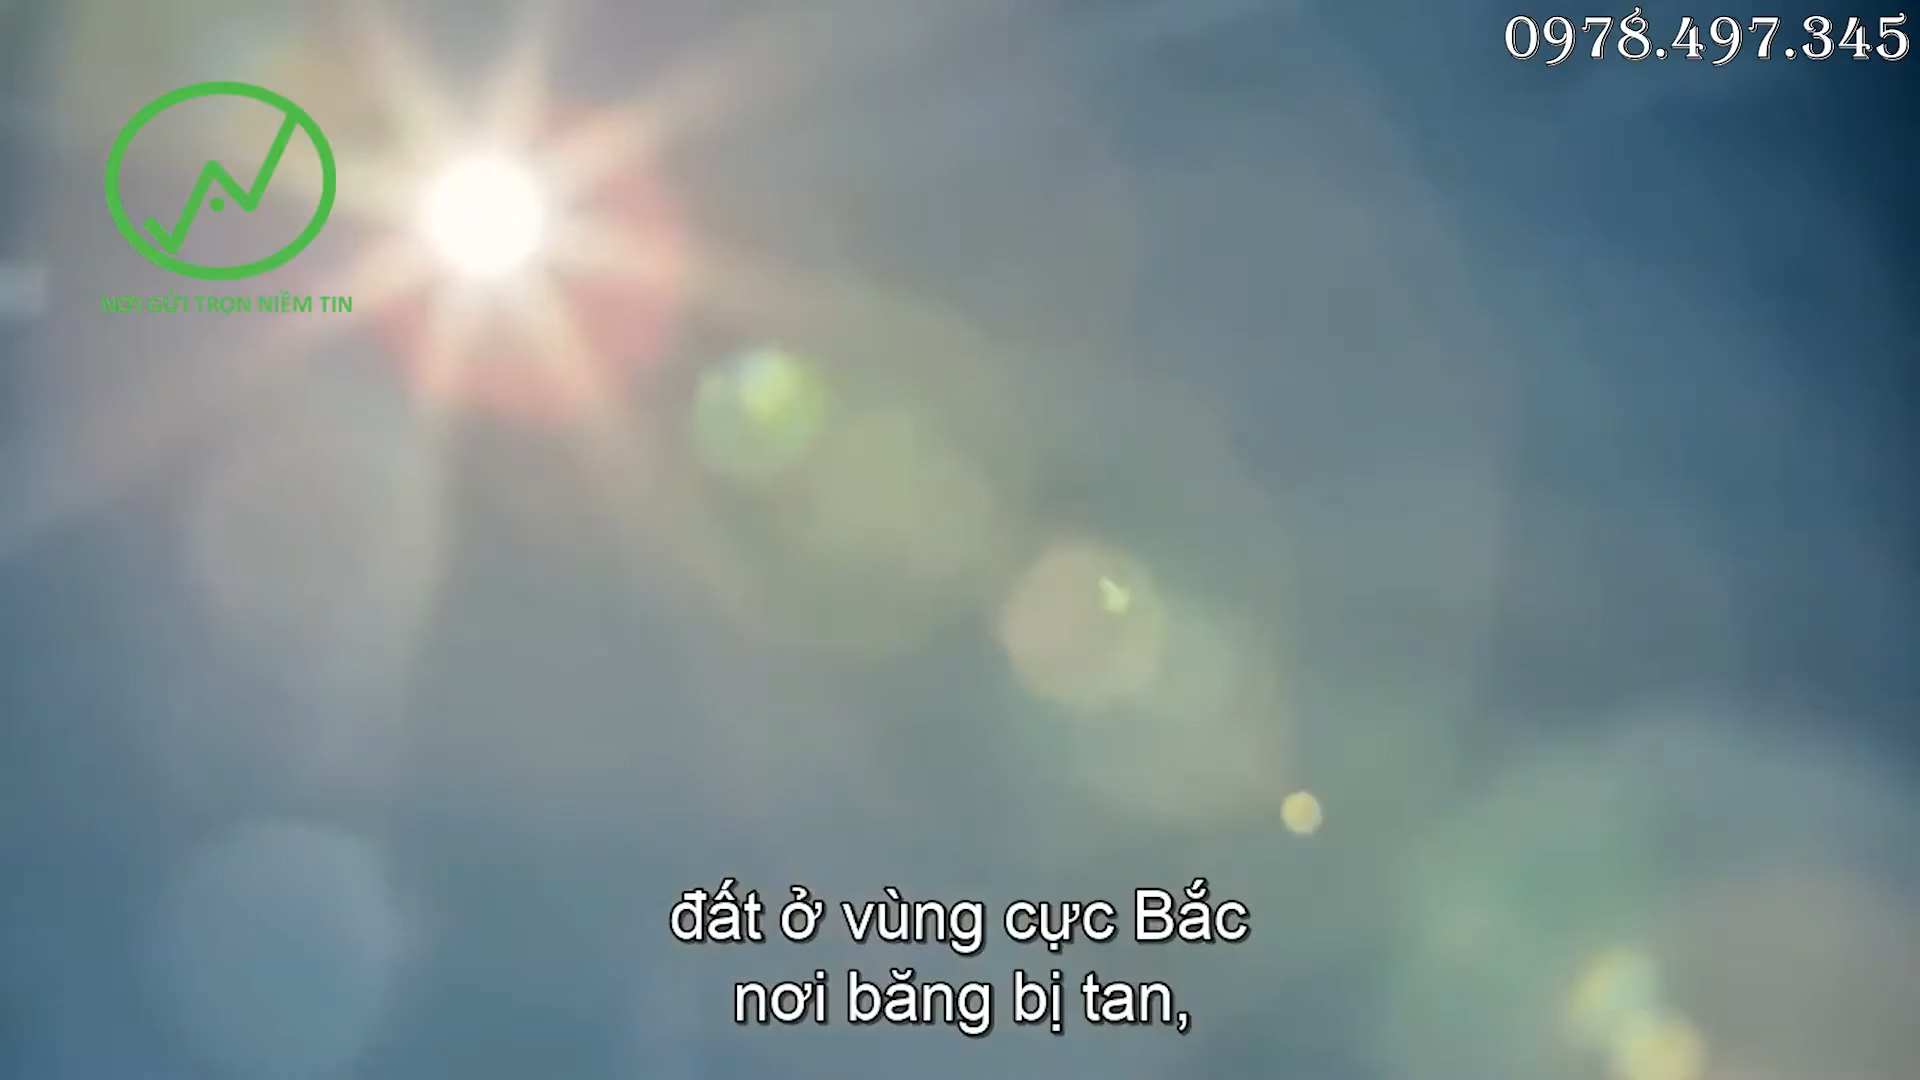 0978.497.345
NƠI GỬI TRỌN NIỀM TIN
đất ở vùng cực Bắc
nơi băng bị tan,